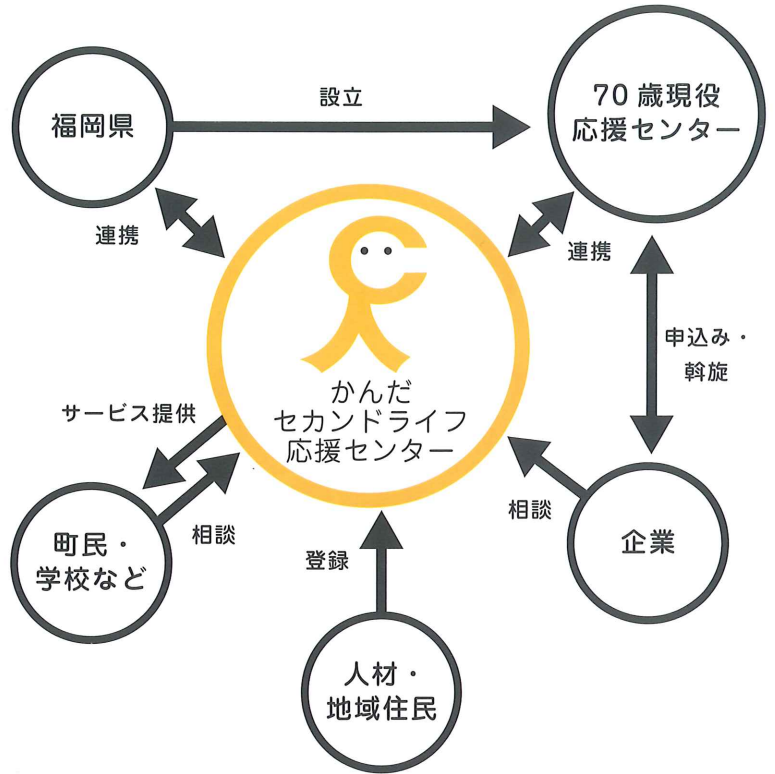 福岡県
設立
70 歳現役
応援センター
連携
連携
申込み・
斡旋
かんだ
セカンドライフ
応援センター
サービス提供
相談
町民・
学校など
登録
相談
企業
人材・
地域住民